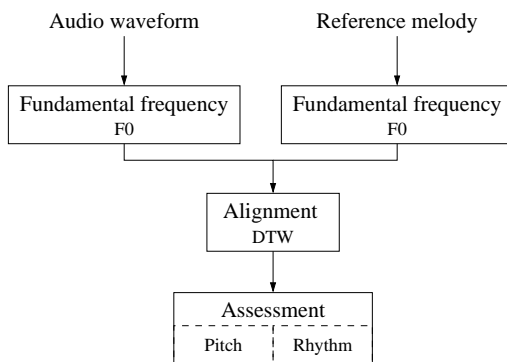 Audio waveform
Reference melody
Fundamental frequency
F0
Fundamental frequency
F0
Alignment
DTW
Assessment
Pitch
Rhythm